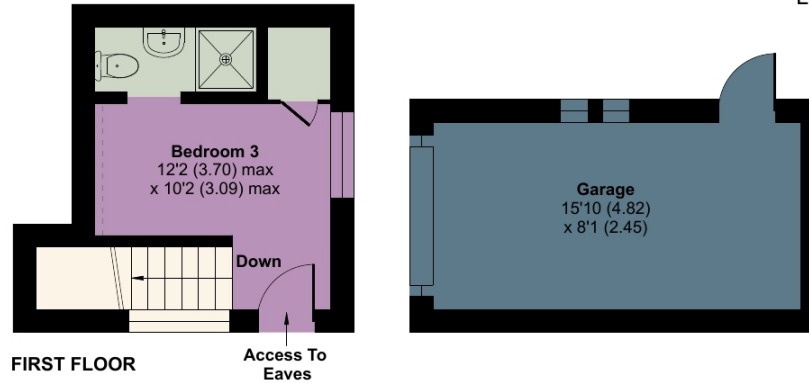 Bedroom 3
12'2 (3.70) max
x 10'2 (3.09) max
Down
FIRST FLOOR
Access To
Eaves
Garage
15'10 (4.82)
x 8'1 (2.45)